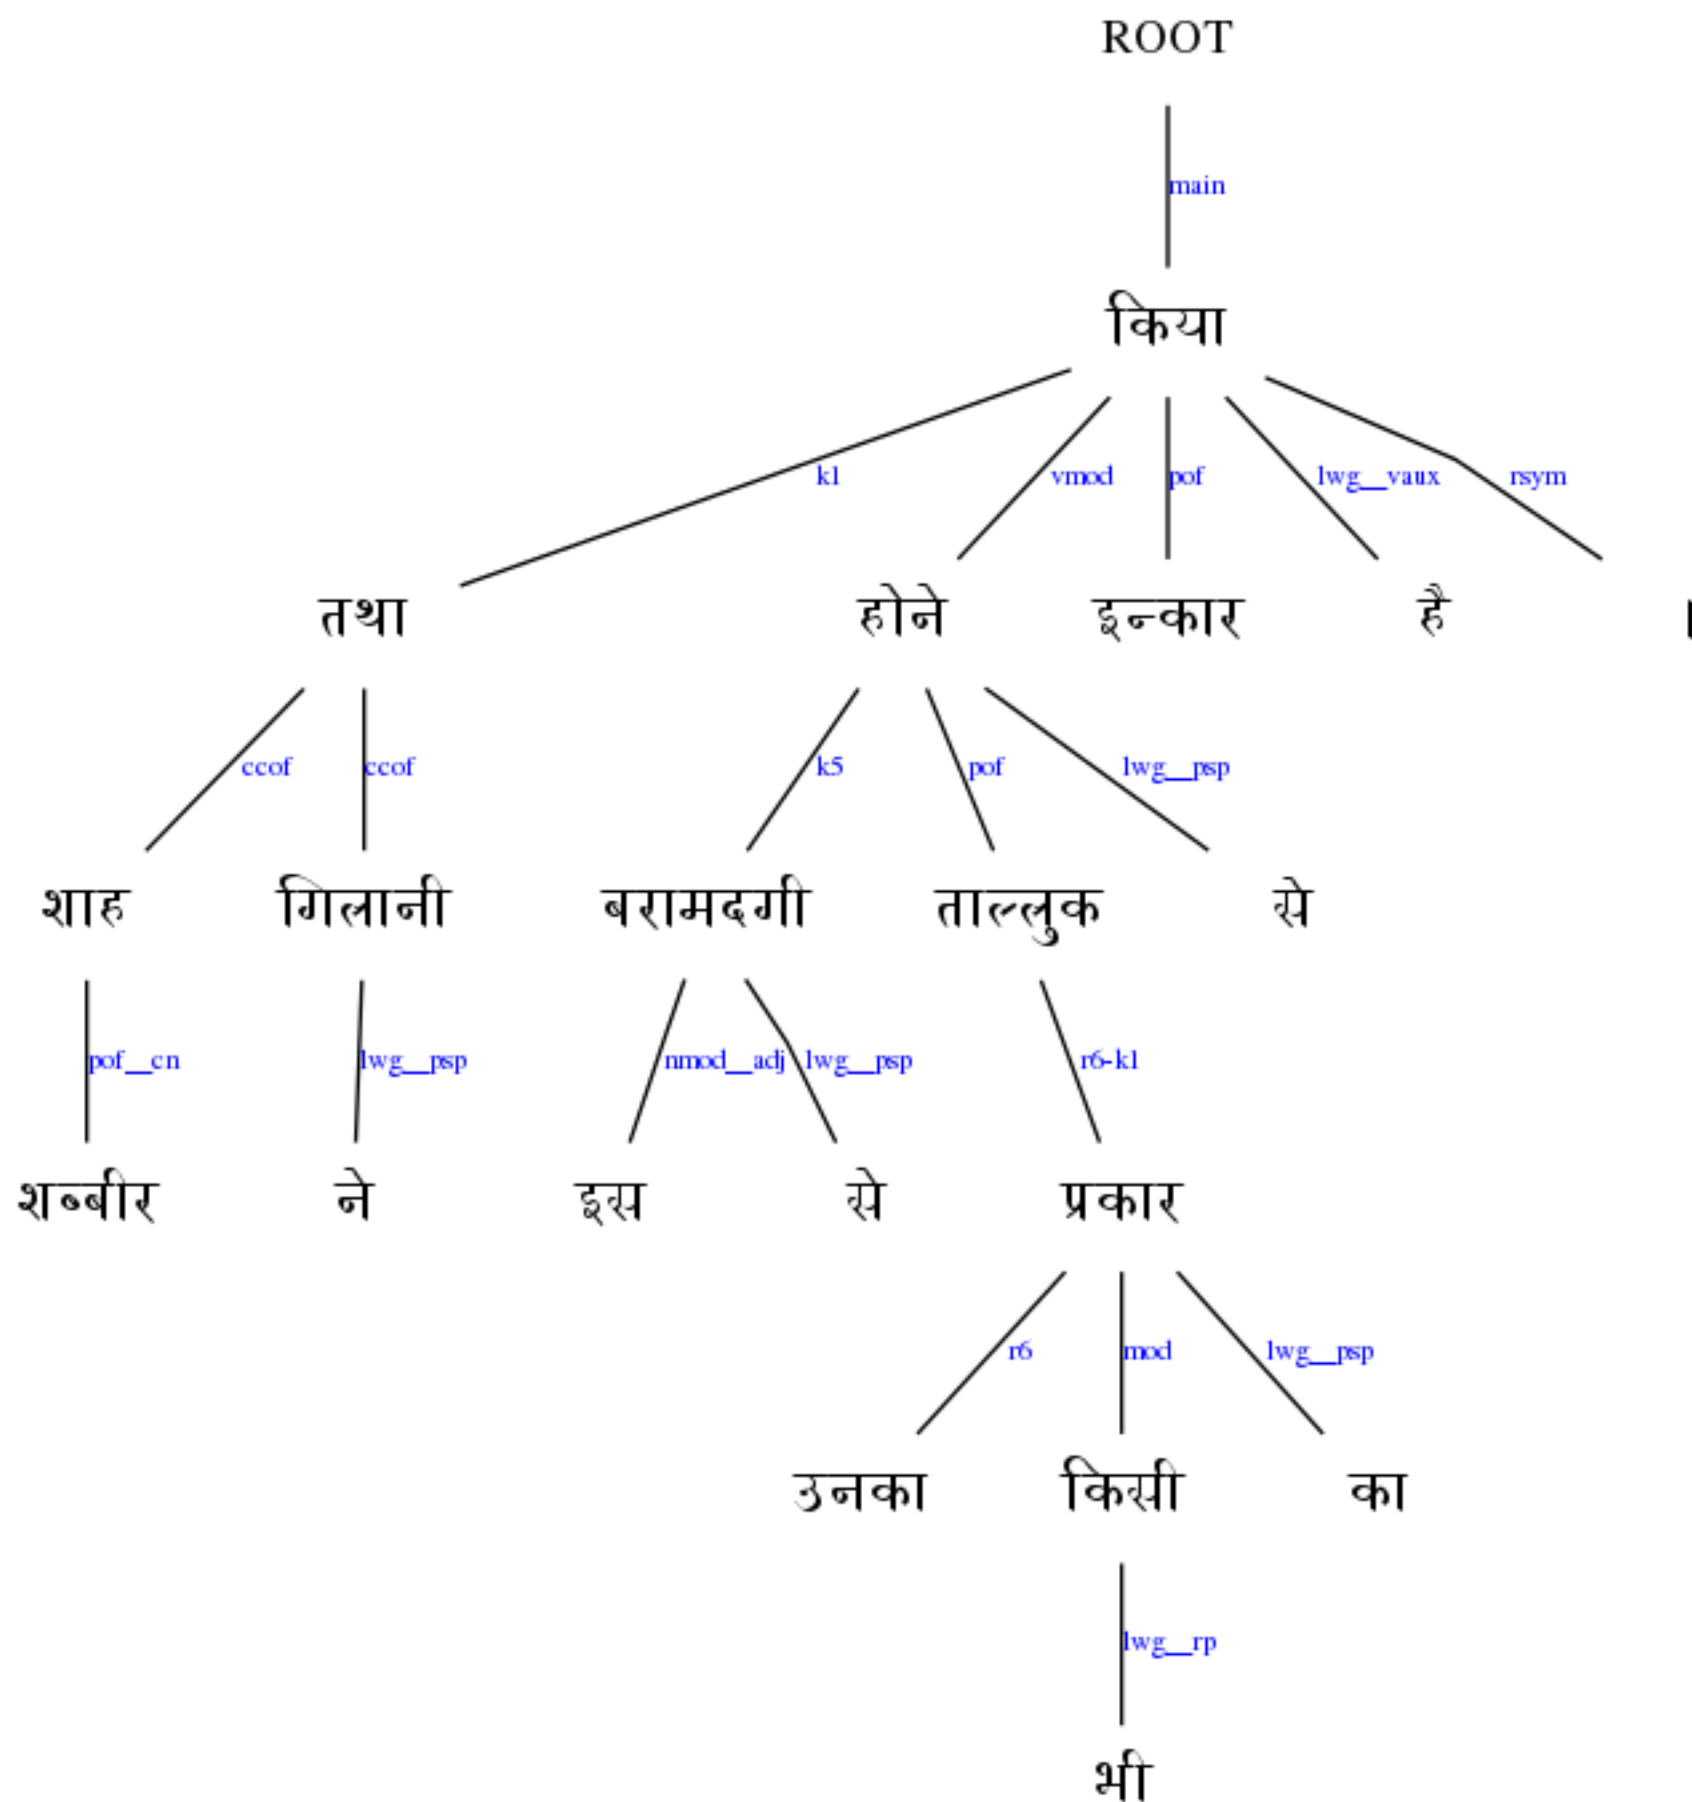 ROOT
main
किया
k1 vmod pof lwg__vaux rsym
तथा होने इन्कार है ।
ccof ccof k5 pof lwg__psp
शाह गिलानी बरामदगी ताल्लुक से
pof__cn lwg__psp nmod__adj lwg__psp r6-k1
शब्बीर ने इस से प्रकार
r6 mod lwg__psp
उनका किसी का
lwg__rp
भी